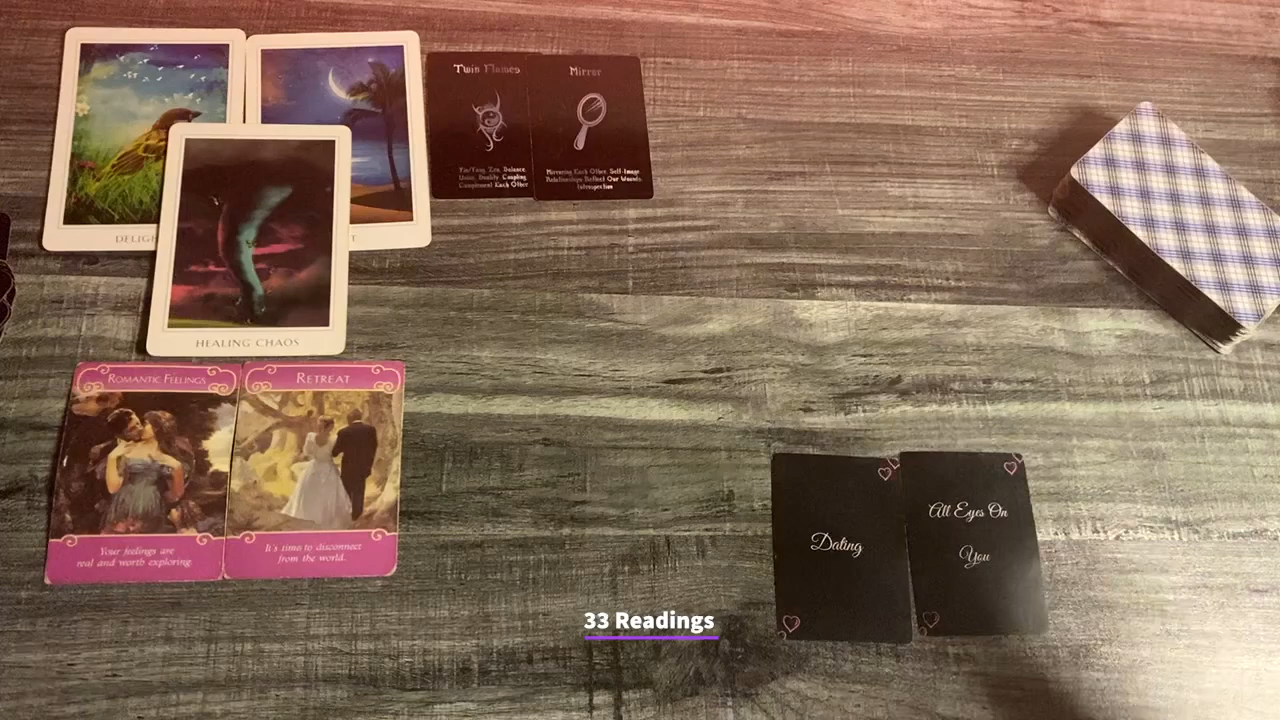 DELIG
T
HEALING CHAOS
Twin Flames
Yin/Yang, Zen, Balance,
Union, Duality, Coupling
Compliment Each Other
Mirror
Mirroring Each Other, Self-Image
Relationships Reflect Our Wounds
Introspection
ROMANTIC FEELINGS
Your feelings are
real and worth exploring.
RETREAT
It's time to disconnect
from the world.
Dating
All Eyes On
You
33 Readings